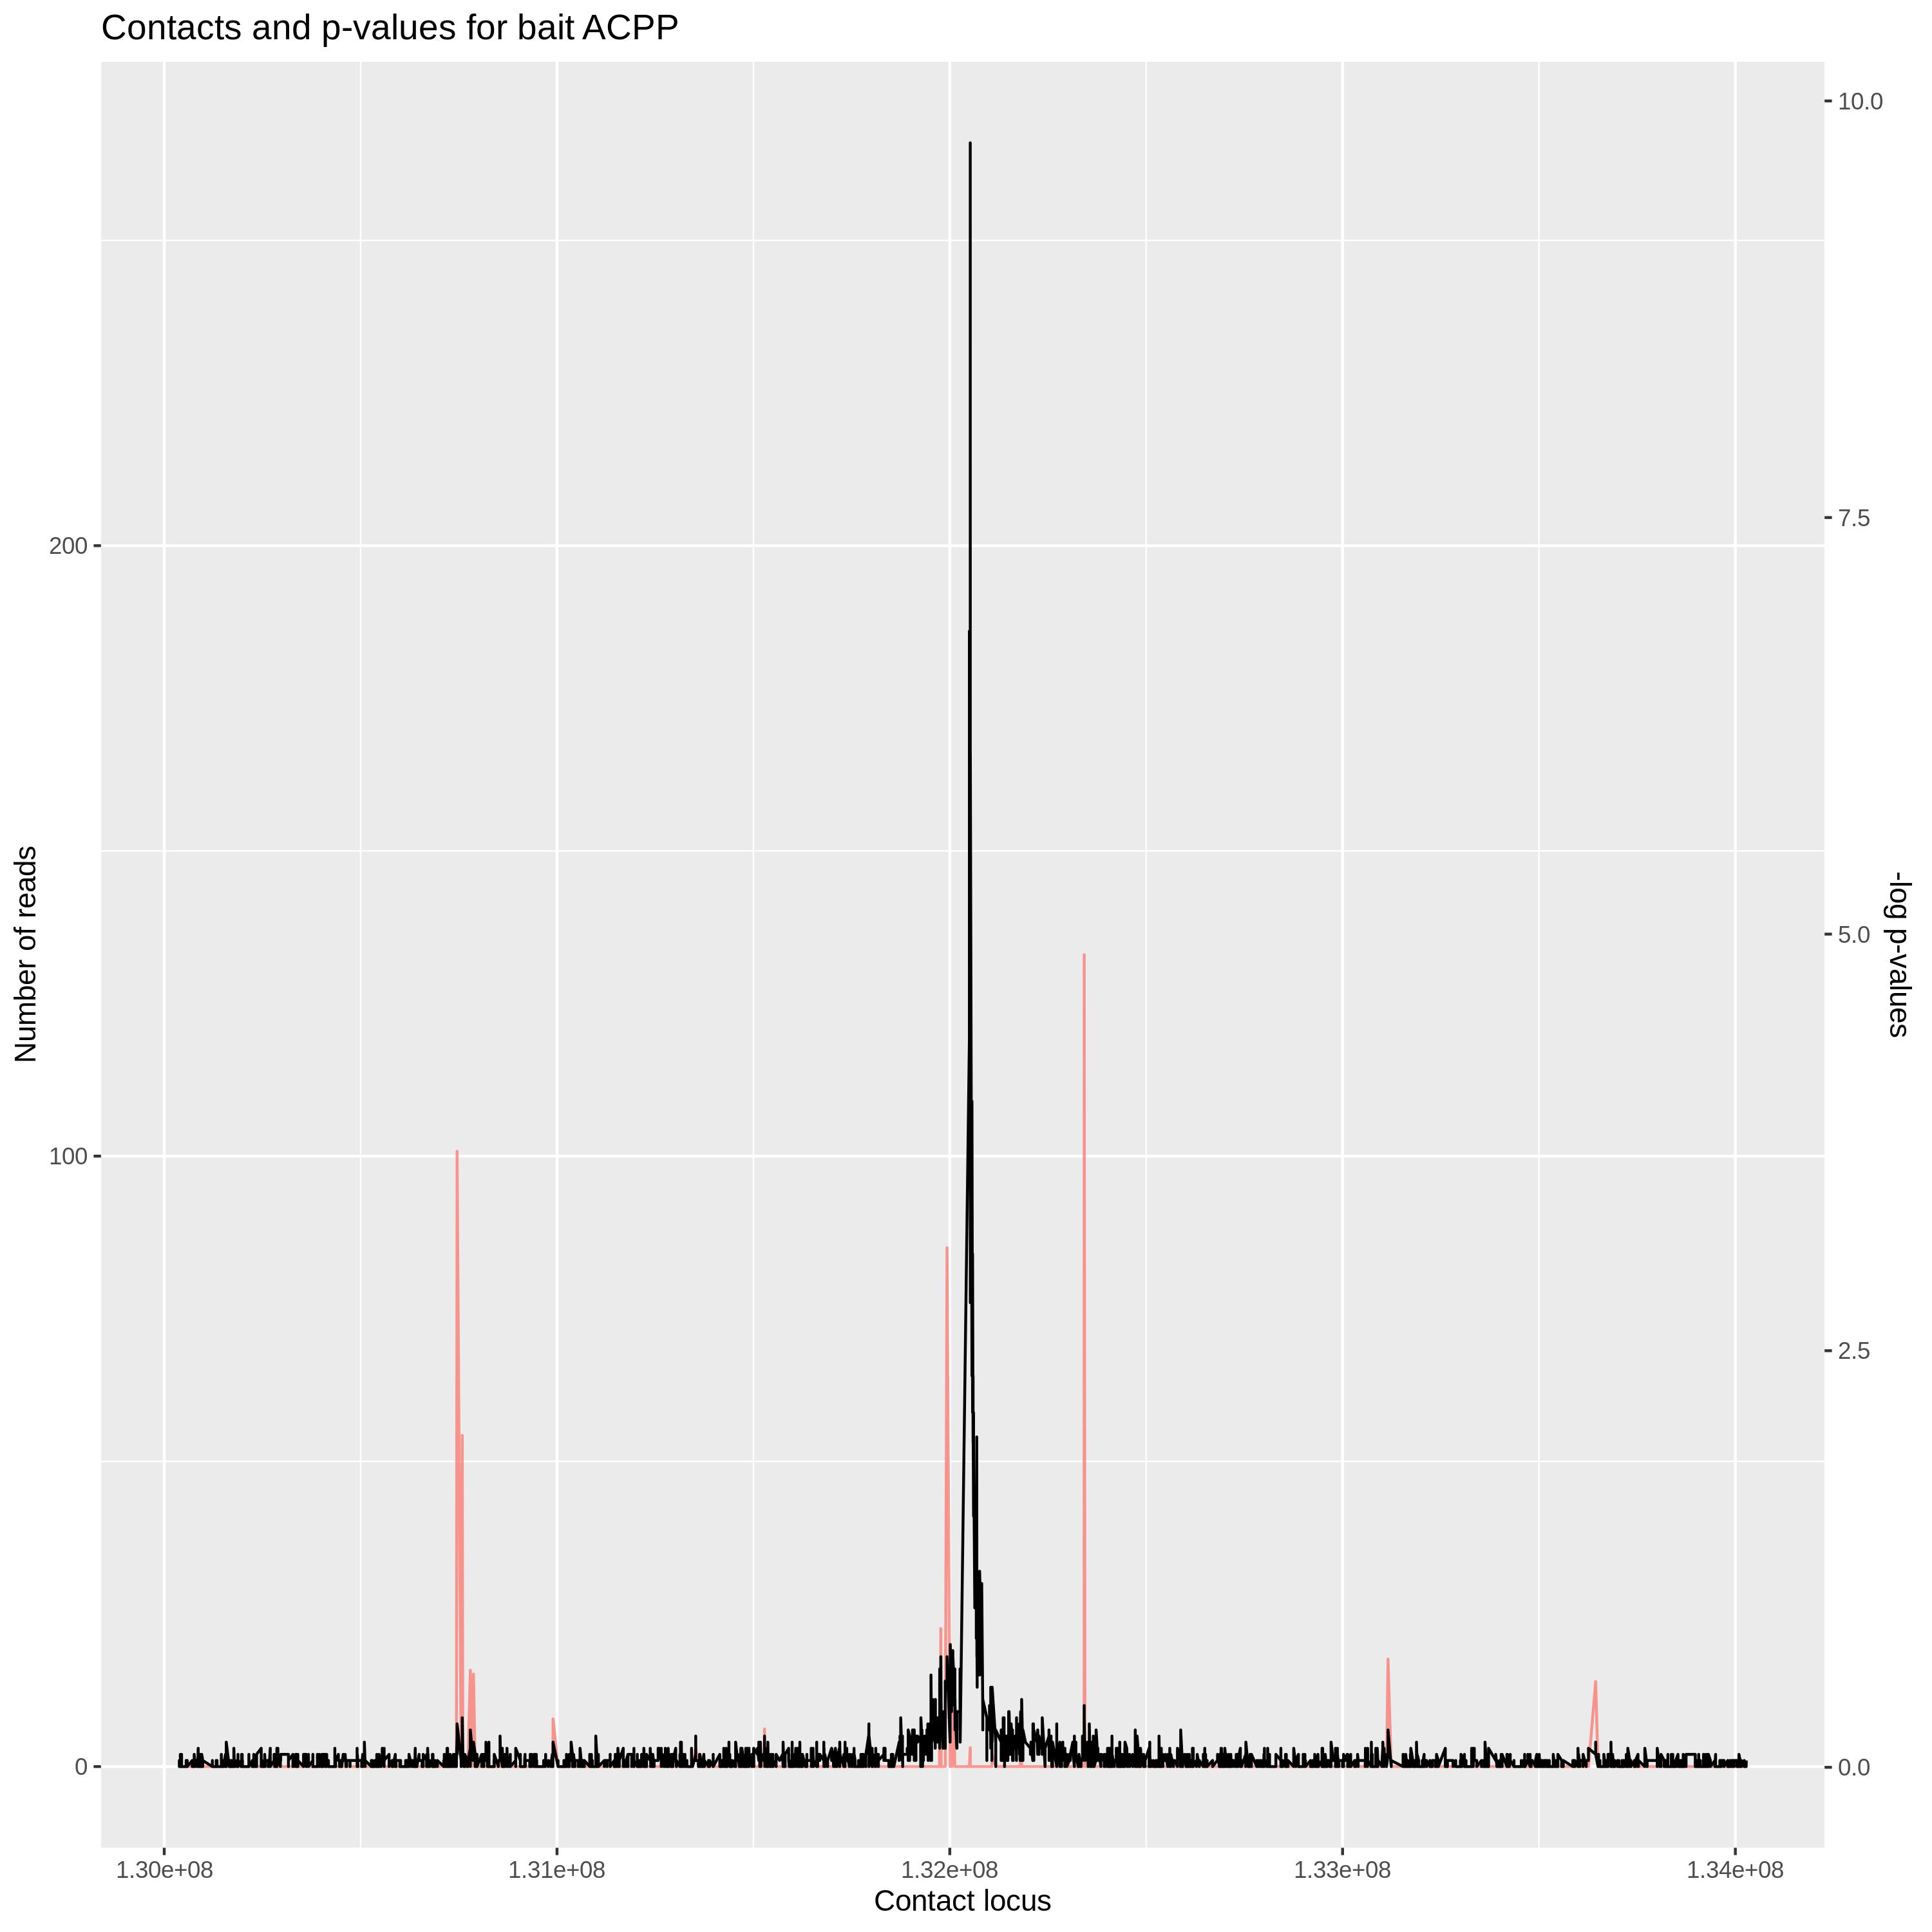 Contacts and p-values for bait ACPP
Number of reads
200
100
0
10.0
7.5
5.0
2.5
0.0
-log p-values
1.30e+08 1.31e+08 1.32e+08 1.33e+08 1.34e+08
Contact locus